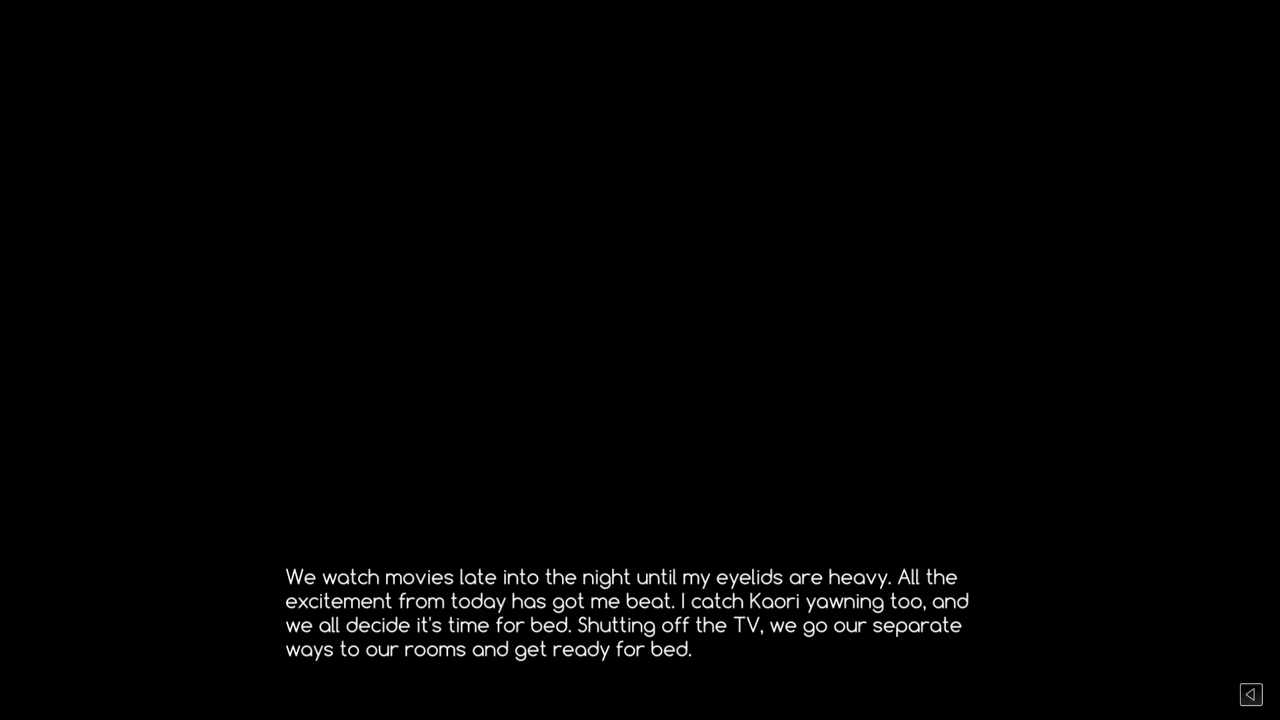 We watch movies late into the night until my eyelids are heavy. All the
excitement from today has got me beat. I catch Kaori yawning too, and
we all decide it's time for bed. Shutting off the TV, we go our separate
ways to our rooms and get ready for bed.